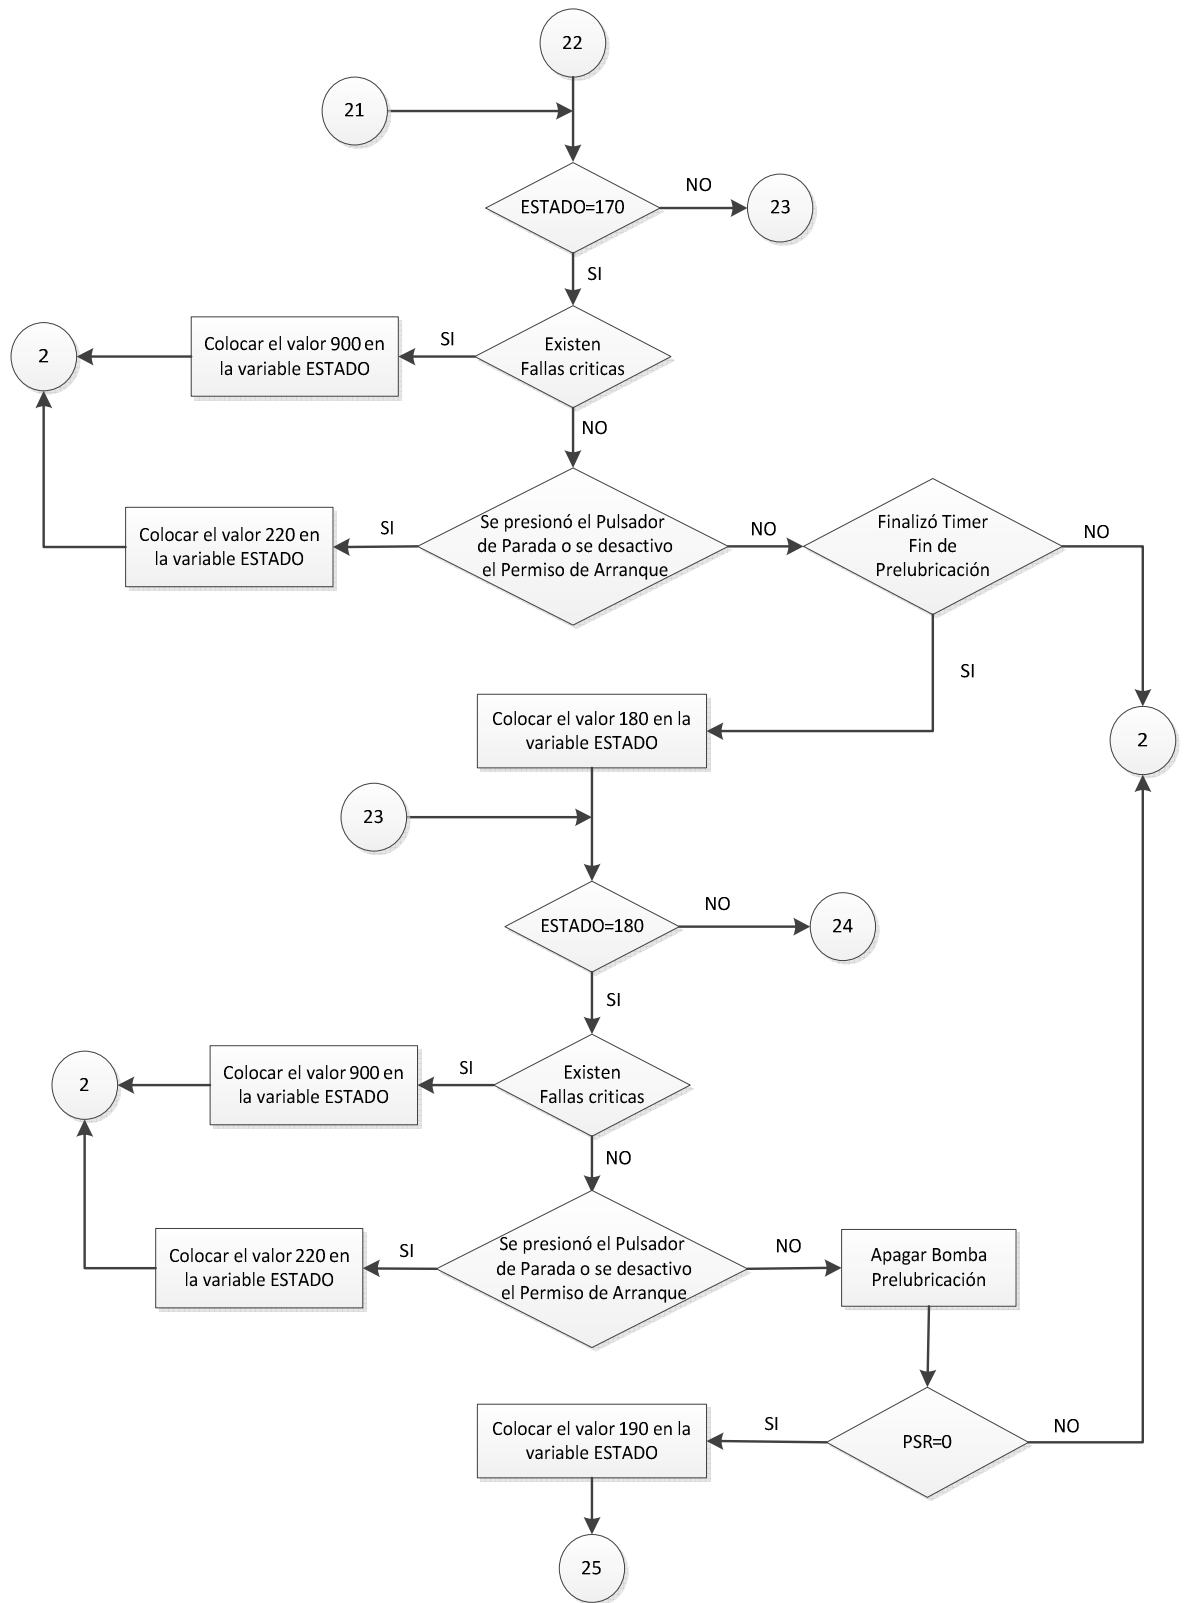 22
21
ESTADO=170
NO
23
SI
Existen
Fallas criticas
SI
Colocar el valor 900 en
la variable ESTADO
2
NO
Se presionó el Pulsador
de Parada o se desactivo
el Permiso de Arranque
SI
Colocar el valor 220 en
la variable ESTADO
NO
Finalizó Timer
Fin de
Prelubricación
NO
SI
Colocar el valor 180 en la
variable ESTADO
2
23
ESTADO=180
NO
24
SI
Existen
Fallas criticas
SI
Colocar el valor 900 en
la variable ESTADO
2
NO
Se presionó el Pulsador
de Parada o se desactivo
el Permiso de Arranque
SI
Colocar el valor 220 en
la variable ESTADO
NO
Apagar Bomba
Prelubricación
PSR=0
NO
SI
Colocar el valor 190 en la
variable ESTADO
25